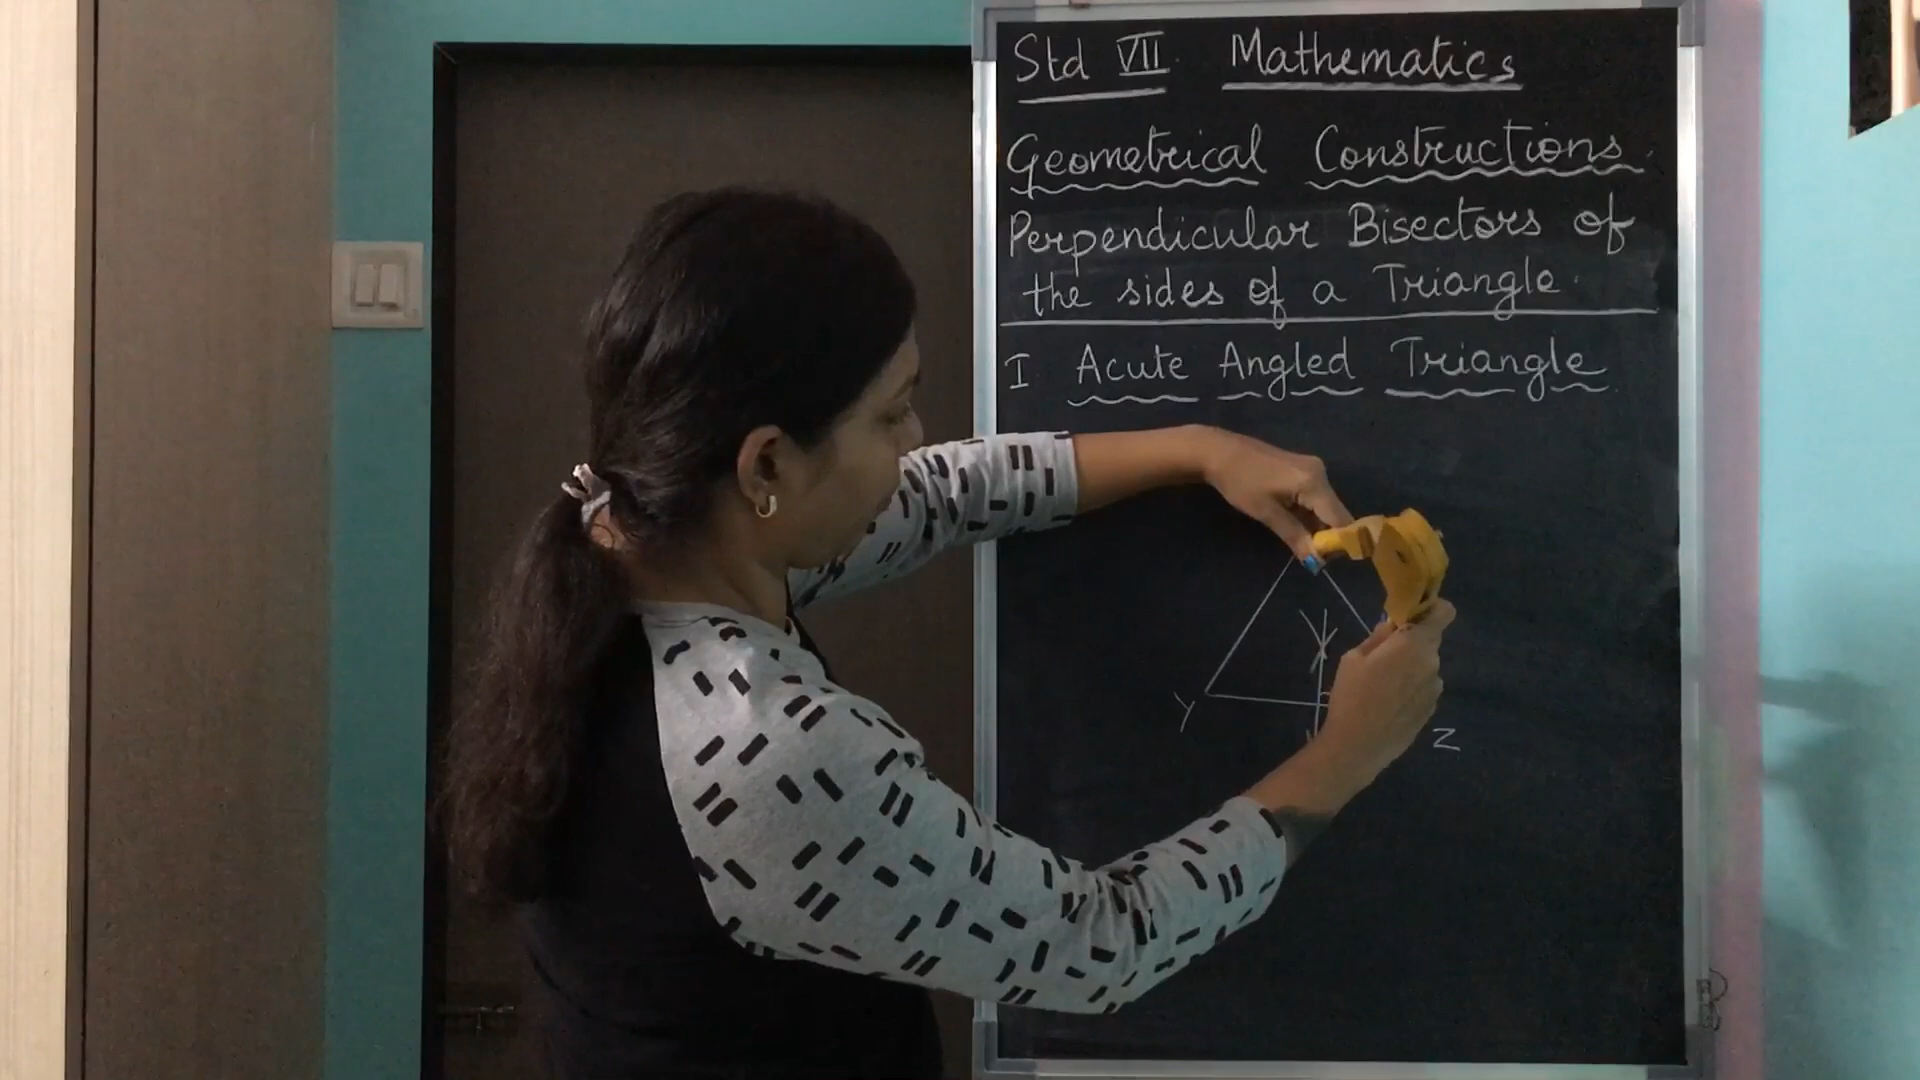 Std VII. Mathematics
Geometrical Constructions.
Perpendicular Bisectors of
the sides of a Triangle.
I Acute Angled Triangle
Y
Z